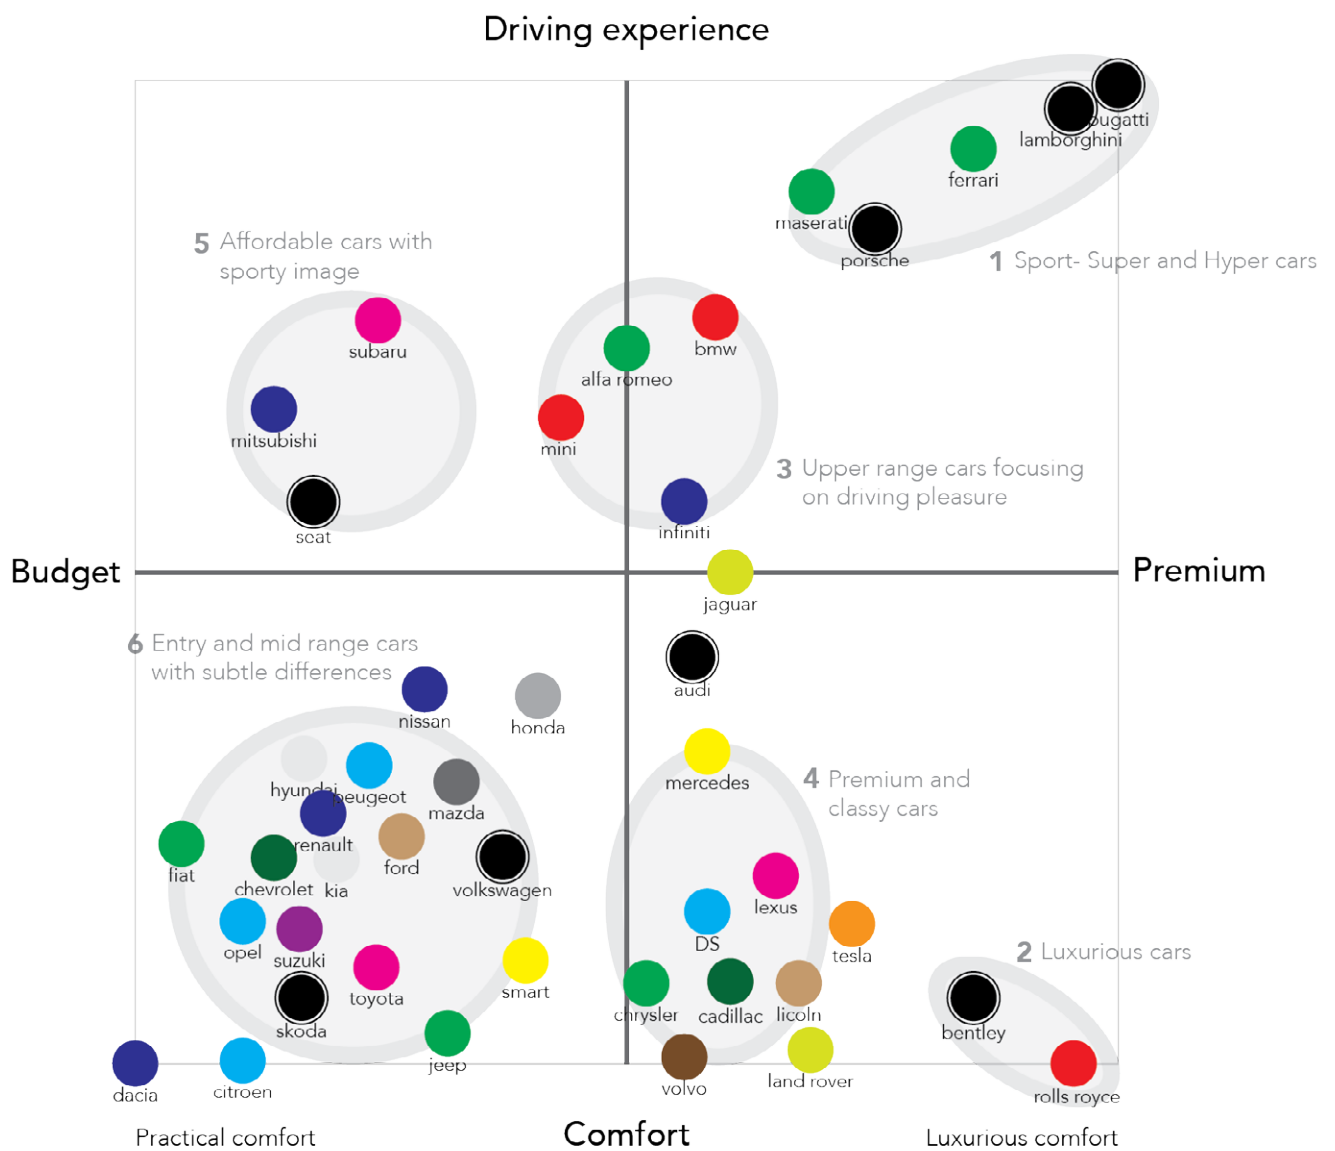 Driving experience
bugatti
lamborghini
ferrari
maserati
porsche
1 Sport- Super and Hyper cars
5 Affordable cars with
sporty image
subaru
bmw
alfa romeo
mitsubishi
mini
3 Upper range cars focusing
on driving pleasure
seat
infiniti
Budget
Premium
jaguar
6 Entry and mid range cars
with subtle differences
audi
nissan
honda
hyundai
peugeot
mazda
mercedes
4 Premium and
classy cars
renault
fiat
ford
chevrolet
kia
volkswagen
lexus
opel
suzuki
DS
tesla
2 Luxurious cars
toyota
smart
skoda
chrysler
cadillac
licoln
bentley
jeep
dacia
citroen
volvo
land rover
rolls royce
Practical comfort
Comfort
Luxurious comfort